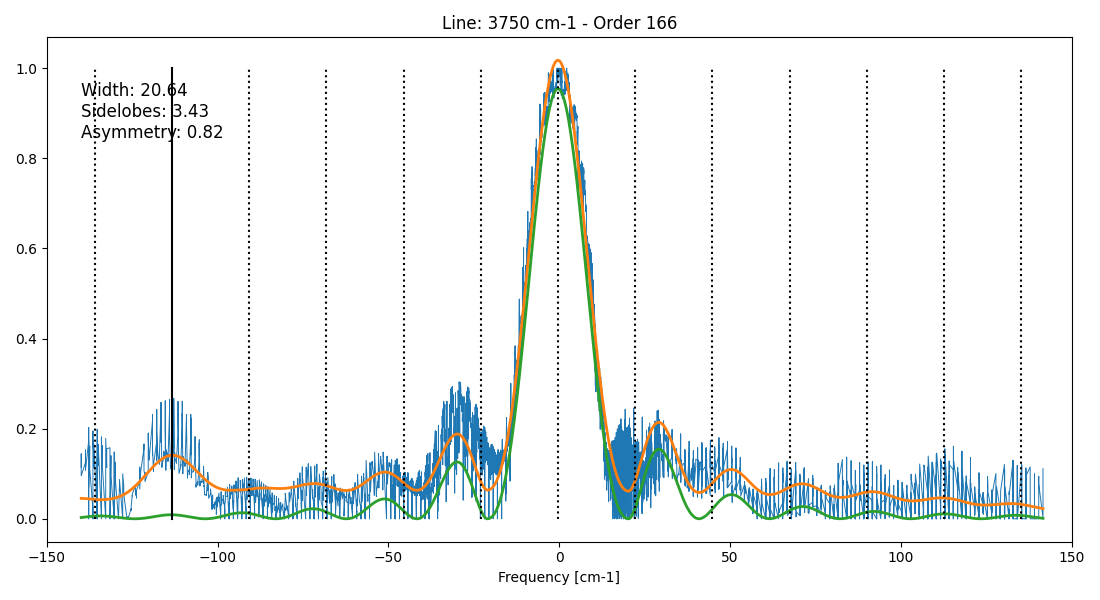 Line: 3750 cm-1 - Order 166
Width: 20.64
Sidelobes: 3.43
Asymmetry: 0.82
1.0
0.8
0.6
0.4
0.2
0.0
−150
−100
−50
0
50
100
150
Frequency [cm-1]